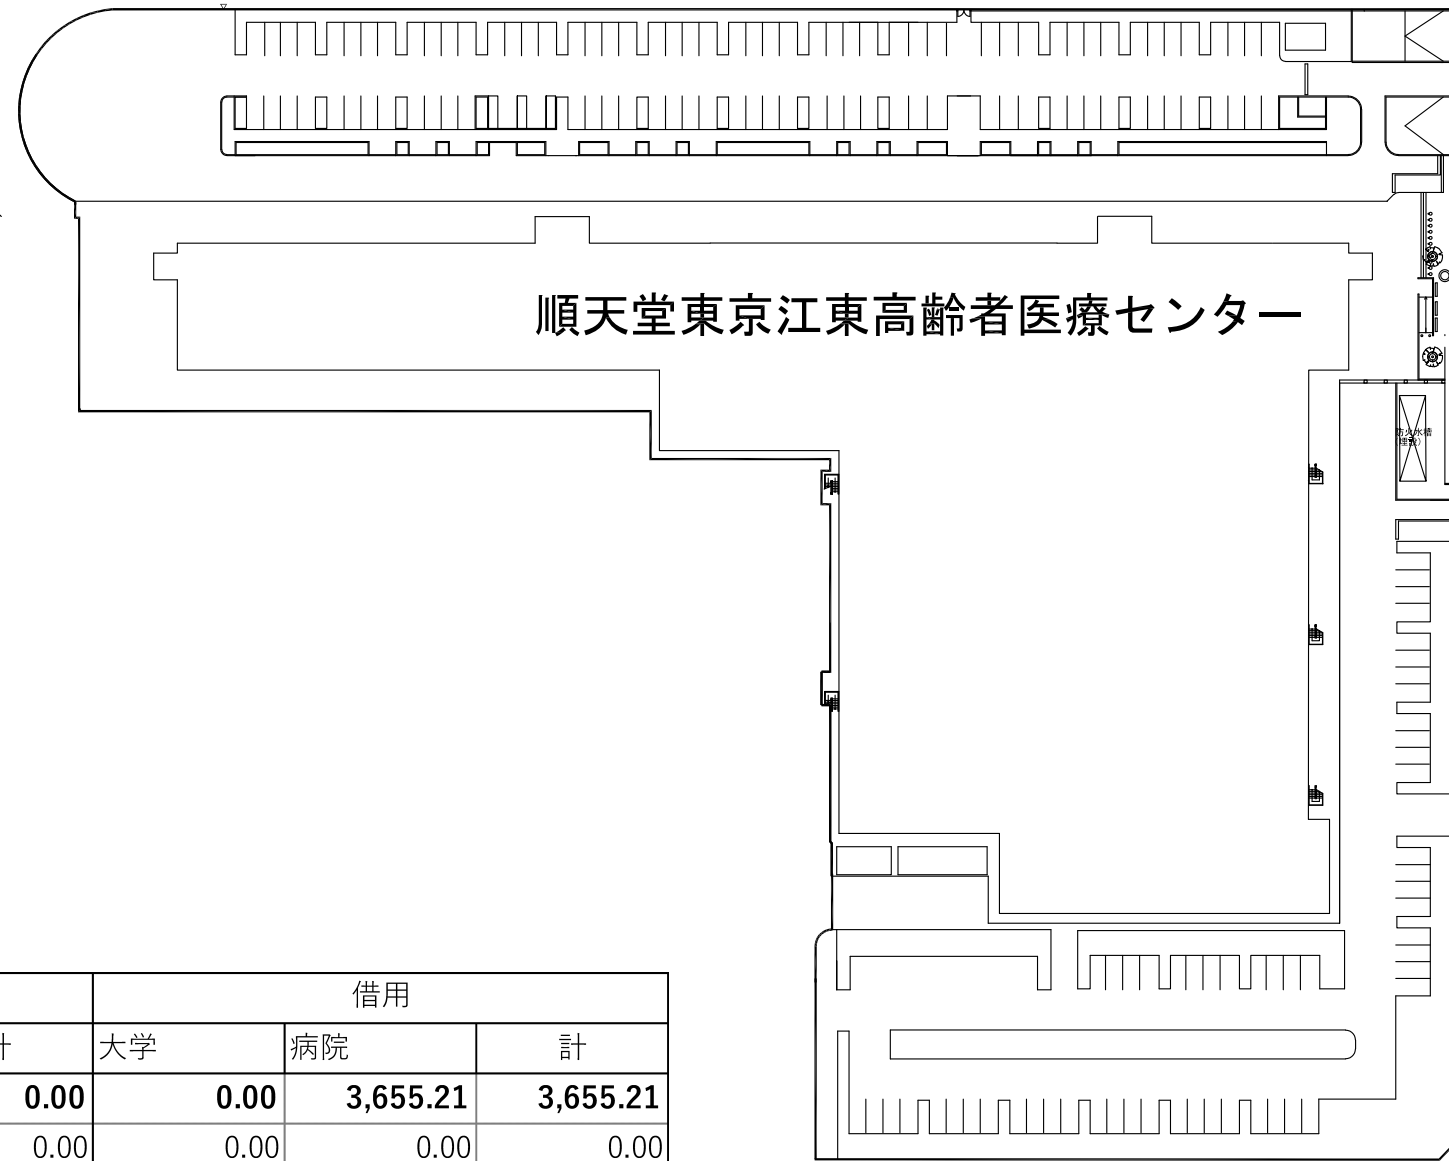 順天堂東京江東高齢者医療センター
防火水槽
(埋設)
借用
計 大学 病院 計
0.00 0.00 3,655.21 3,655.21
0.00 0.00 0.00 0.00